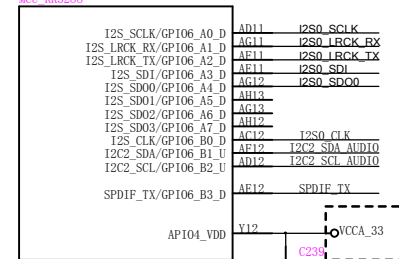 MCU_RK3288
I2S_SCLK/GPIO6_A0_D AD11 I2S0_SCLK
I2S_LRCK_RX/GPIO6_A1_D AG11 I2S0_LRCK_RX
I2S_LRCK_TX/GPIO6_A2_D AF11 I2S0_LRCK_TX
I2S_SDI/GPIO6_A3_D AE11 I2S0_SDI
I2S_SDO0/GPIO6_A4_D AG12 I2S0_SDO0
I2S_SDO1/GPIO6_A5_D AH13
I2S_SDO2/GPIO6_A6_D AG13
I2S_SDO3/GPIO6_A7_D AH12
I2S_CLK/GPIO6_B0_D AC12 I2S0_CLK
I2C2_SDA/GPIO6_B1_U AF12 I2C2_SDA_AUDIO
I2C2_SCL/GPIO6_B2_U AD12 I2C2_SCL_AUDIO
SPDIF_TX/GPIO6_B3_D AE12 SPDIF_TX
APIO4_VDD Y12 VCCA_33
C239